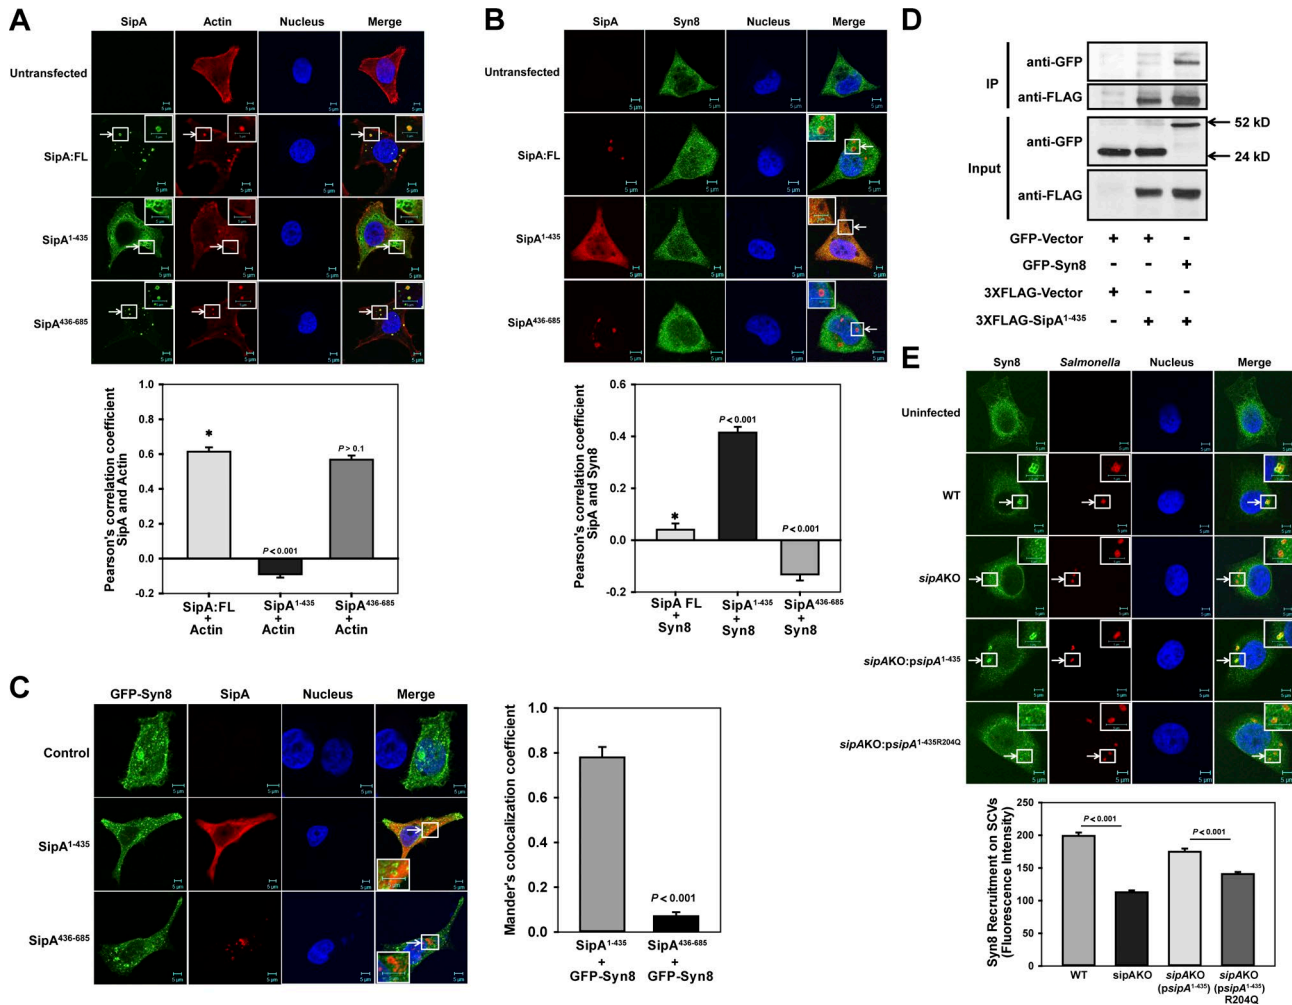 A
SipA Actin Nucleus Merge
Untransfected
SipA:FL
SipA1-435
SipA436-685
5 µm
Pearson's correlation coefficient
SipA and Actin
1.0
0.8
0.6
0.4
0.2
0.0
-0.2
*
P < 0.001
P > 0.1
SipA:FL SipA1-435 SipA436-685
+ + +
Actin Actin Actin
B
SipA Syn8 Nucleus Merge
Untransfected
SipA:FL
SipA1-435
SipA436-685
5 µm
Pearson's correlation coefficient
SipA and Syn8
0.4
0.2
0.0
-0.2
*
P < 0.001
P < 0.001
SipA FL SipA1-435 SipA436-685
+ + +
Syn8 Syn8 Syn8
C
GFP-Syn8 SipA Nucleus Merge
Control
SipA1-435
SipA436-685
5 µm
Mander's colocalization coefficient
1.0
0.8
0.6
0.4
0.2
0.0
P < 0.001
SipA1-435 SipA436-685
+ +
GFP-Syn8 GFP-Syn8
D
IP
anti-GFP
anti-FLAG
Input
anti-GFP
anti-FLAG
52 kD
24 kD
GFP-Vector + + -
GFP-Syn8 - - +
3XFLAG-Vector + - -
3XFLAG-SipA1-435 - + +
E
Syn8 Salmonella Nucleus Merge
Uninfected
WT
sipAKO
sipAKO:psipA1-435
sipAKO:psipA1-435R204Q
5 µm
Syn8 Recruitment on SCVs
(Fluorescence Intensity)
250
200
150
100
50
0
P < 0.001
P < 0.001
WT sipAKO sipAKO sipAKO
(psipA1-435) (psipA1-435)
R204Q